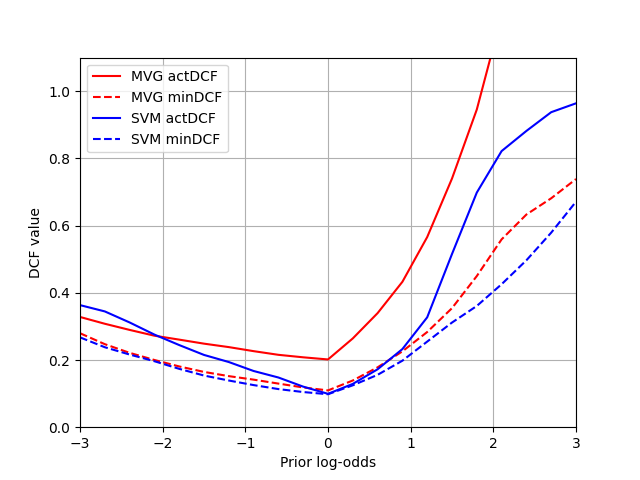 MVG actDCF
MVG minDCF
SVM actDCF
SVM minDCF
1.0
0.8
0.6
0.4
0.2
0.0
DCF value
−3 −2 −1 0 1 2 3
Prior log-odds